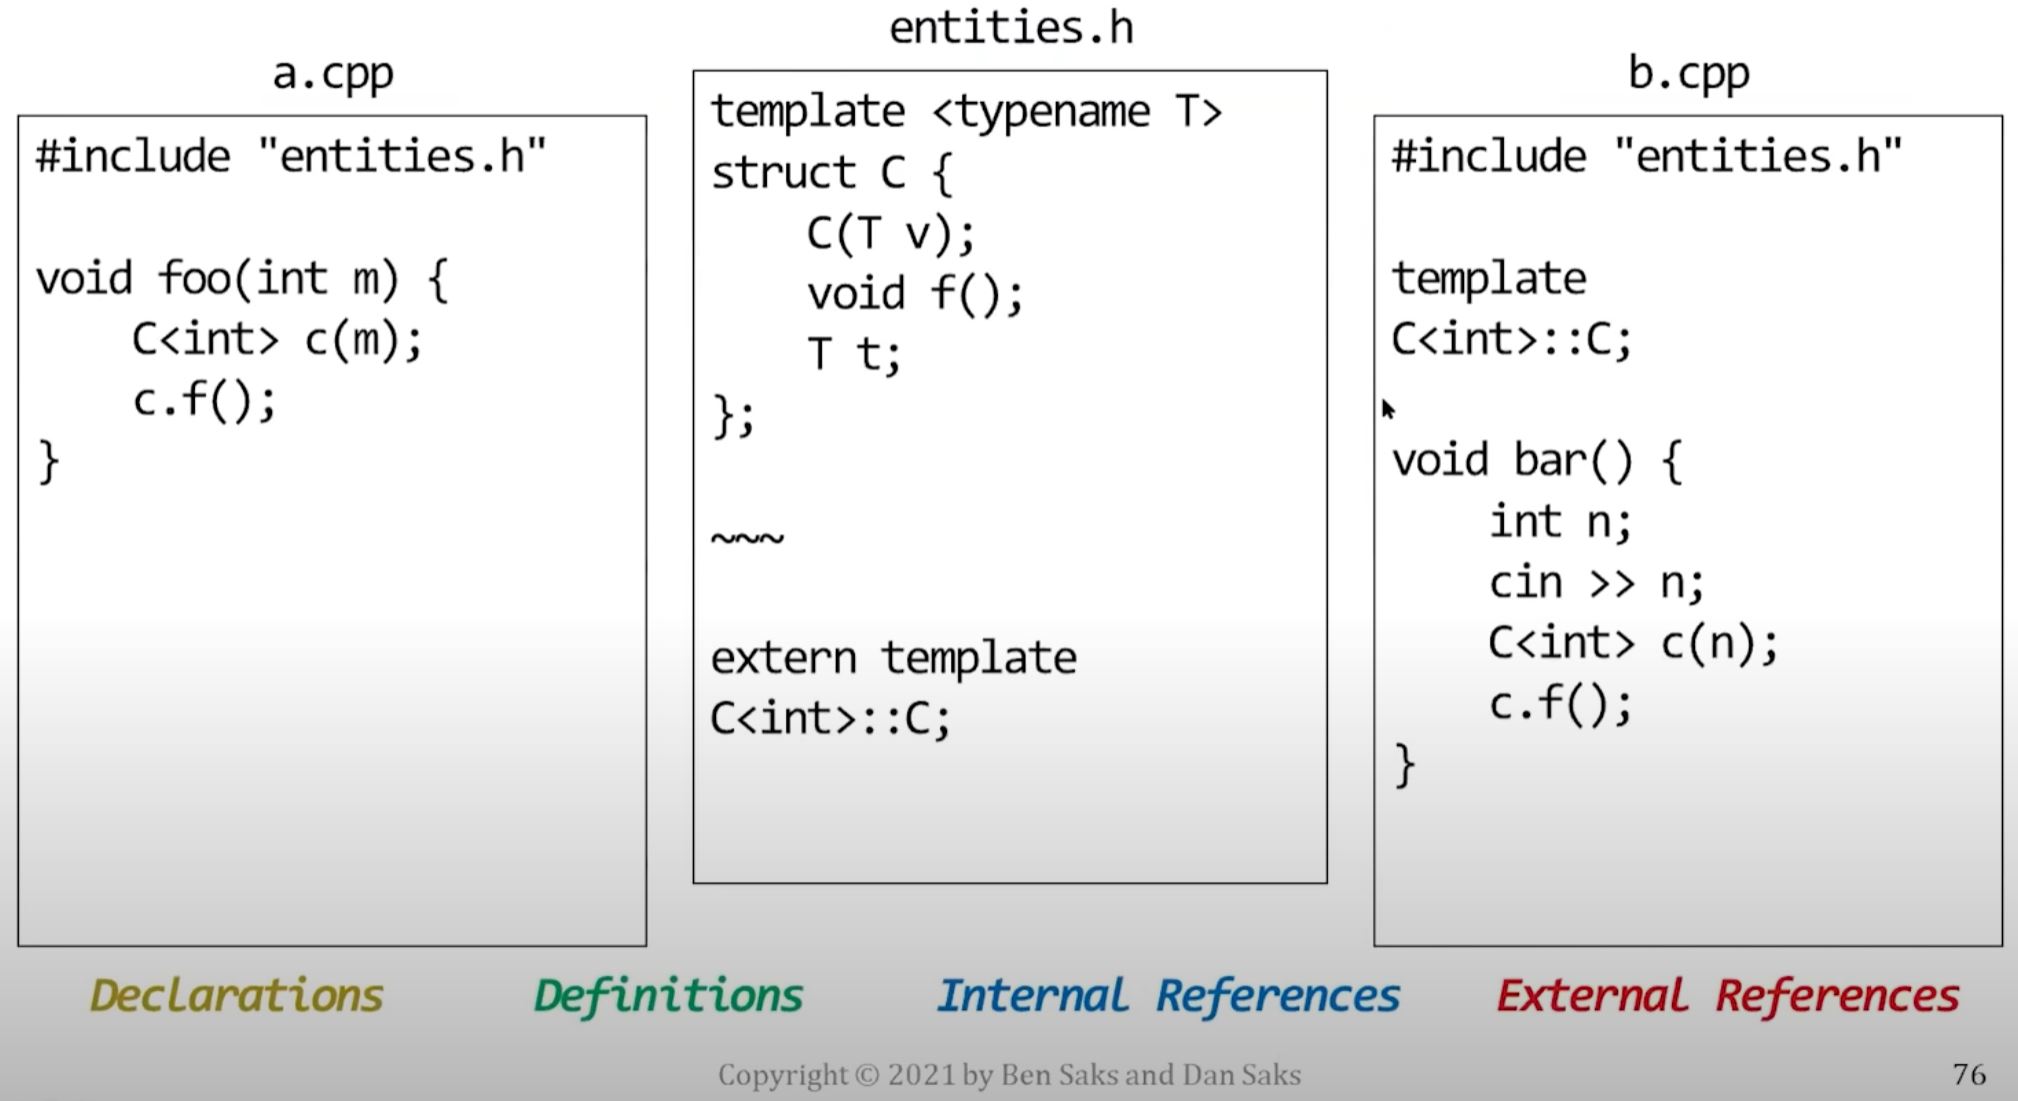 a.cpp
#include "entities.h"
void foo(int m) {
    C<int> c(m);
    c.f();
}
entities.h
template <typename T>
struct C {
    C(T v);
    void f();
    T t;
};
~~~
extern template
C<int>::C;
b.cpp
#include "entities.h"
template
C<int>::C;
void bar() {
    int n;
    cin >> n;
    C<int> c(n);
    c.f();
}
Declarations Definitions Internal References External References
Copyright © 2021 by Ben Saks and Dan Saks
76